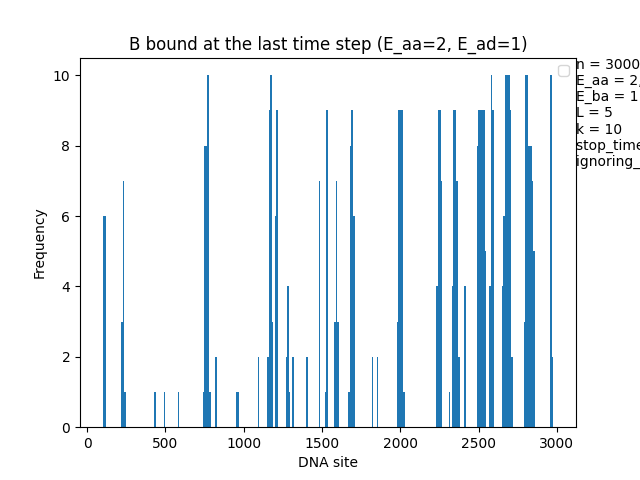 B bound at the last time step (E_aa=2, E_ad=1)
n = 3000
E_aa = 2,
E_ba = 1
L = 5
k = 10
stop_time
ignoring_
Frequency
10
8
6
4
2
0
0 500 1000 1500 2000 2500 3000
DNA site